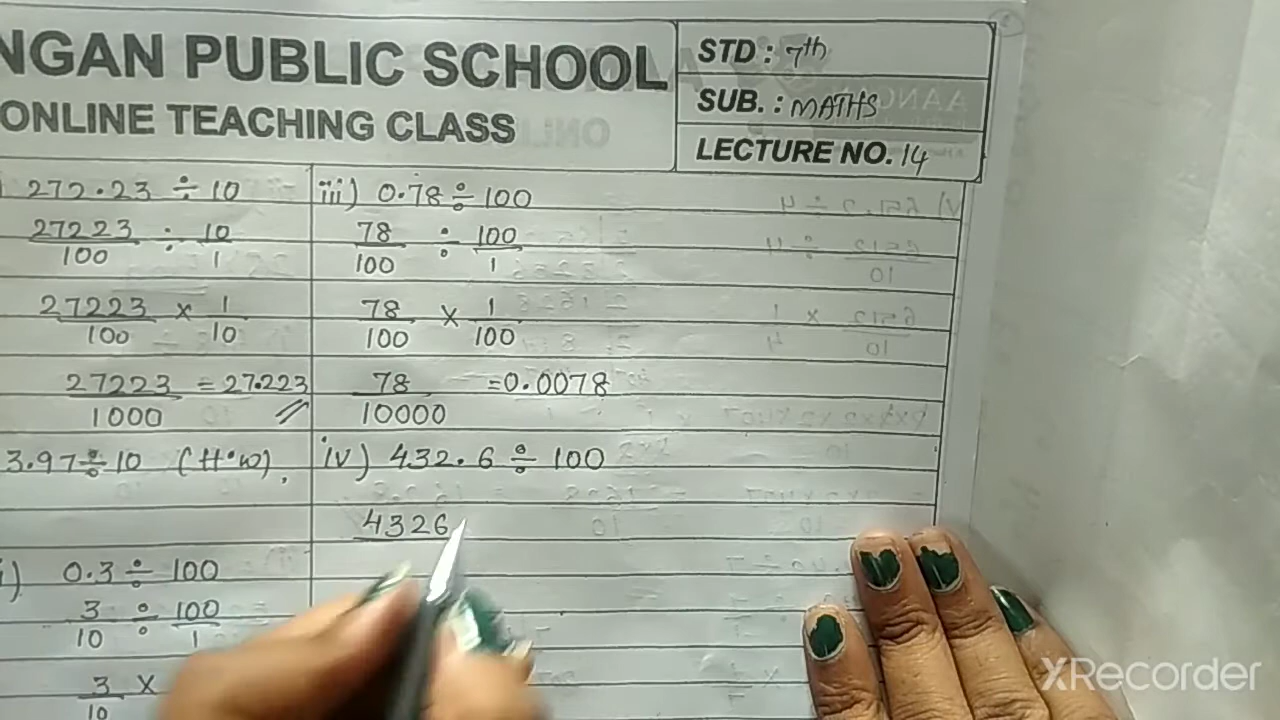 NGAN PUBLIC SCHOOL
ONLINE TEACHING CLASS
STD : 7th
SUB. : MATHS
LECTURE NO. 14
272.23 ÷ 10
27223/100 ÷ 10/1
27223/100 × 1/10
27223/1000 = 27.223
3.97 ÷ 10 (H.W).
) 0.3 ÷ 100
3/10 ÷ 100/1
3/10 ×
iii) 0.78 ÷ 100
78/100 ÷ 100/1
78/100 × 1/100
78/10000 = 0.0078
iv) 432.6 ÷ 100
4326
XRecorder